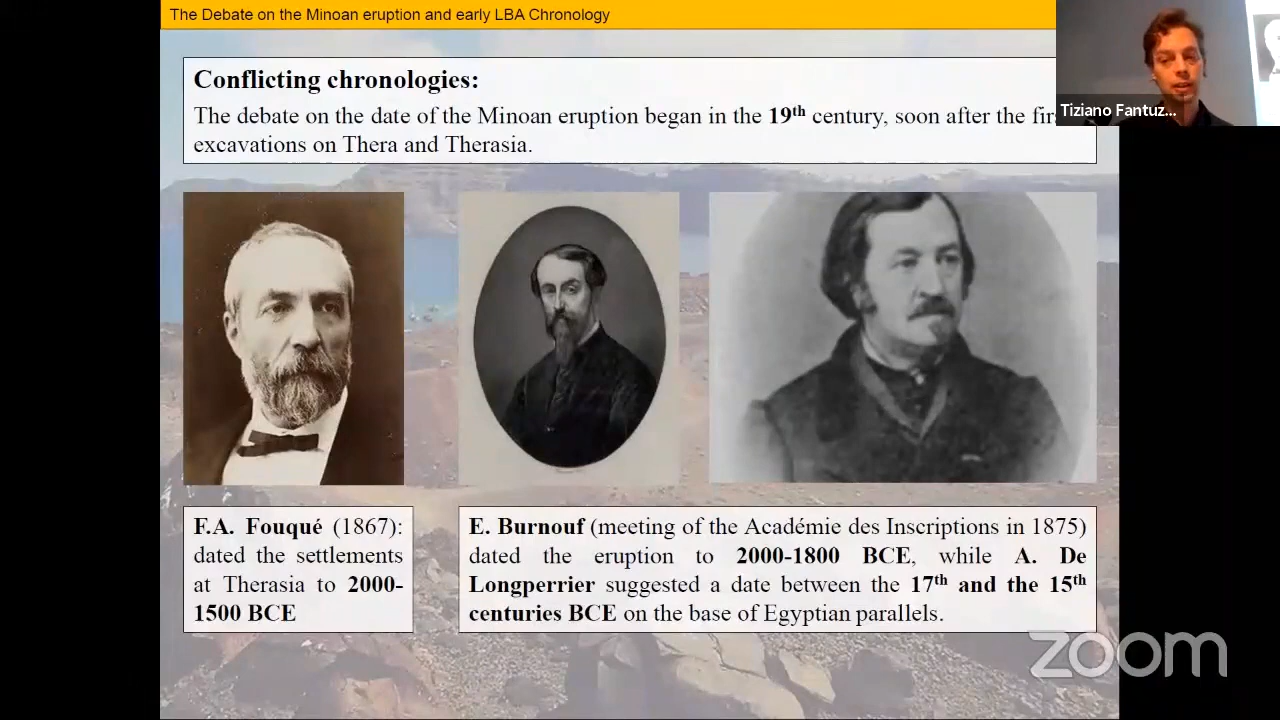 The Debate on the Minoan eruption and early LBA Chronology
Conflicting chronologies:
The debate on the date of the Minoan eruption began in the 19th century, soon after the
excavations on Thera and Therasia.
Tiziano Fantuz...
F.A. Fouqué (1867):
dated the settlements
at Therasia to 2000-
1500 BCE
E. Burnouf (meeting of the Académie des Inscriptions in 1875)
dated the eruption to 2000-1800 BCE, while A. De
Longperrier suggested a date between the 17th and the 15th
centuries BCE on the base of Egyptian parallels.
zoom